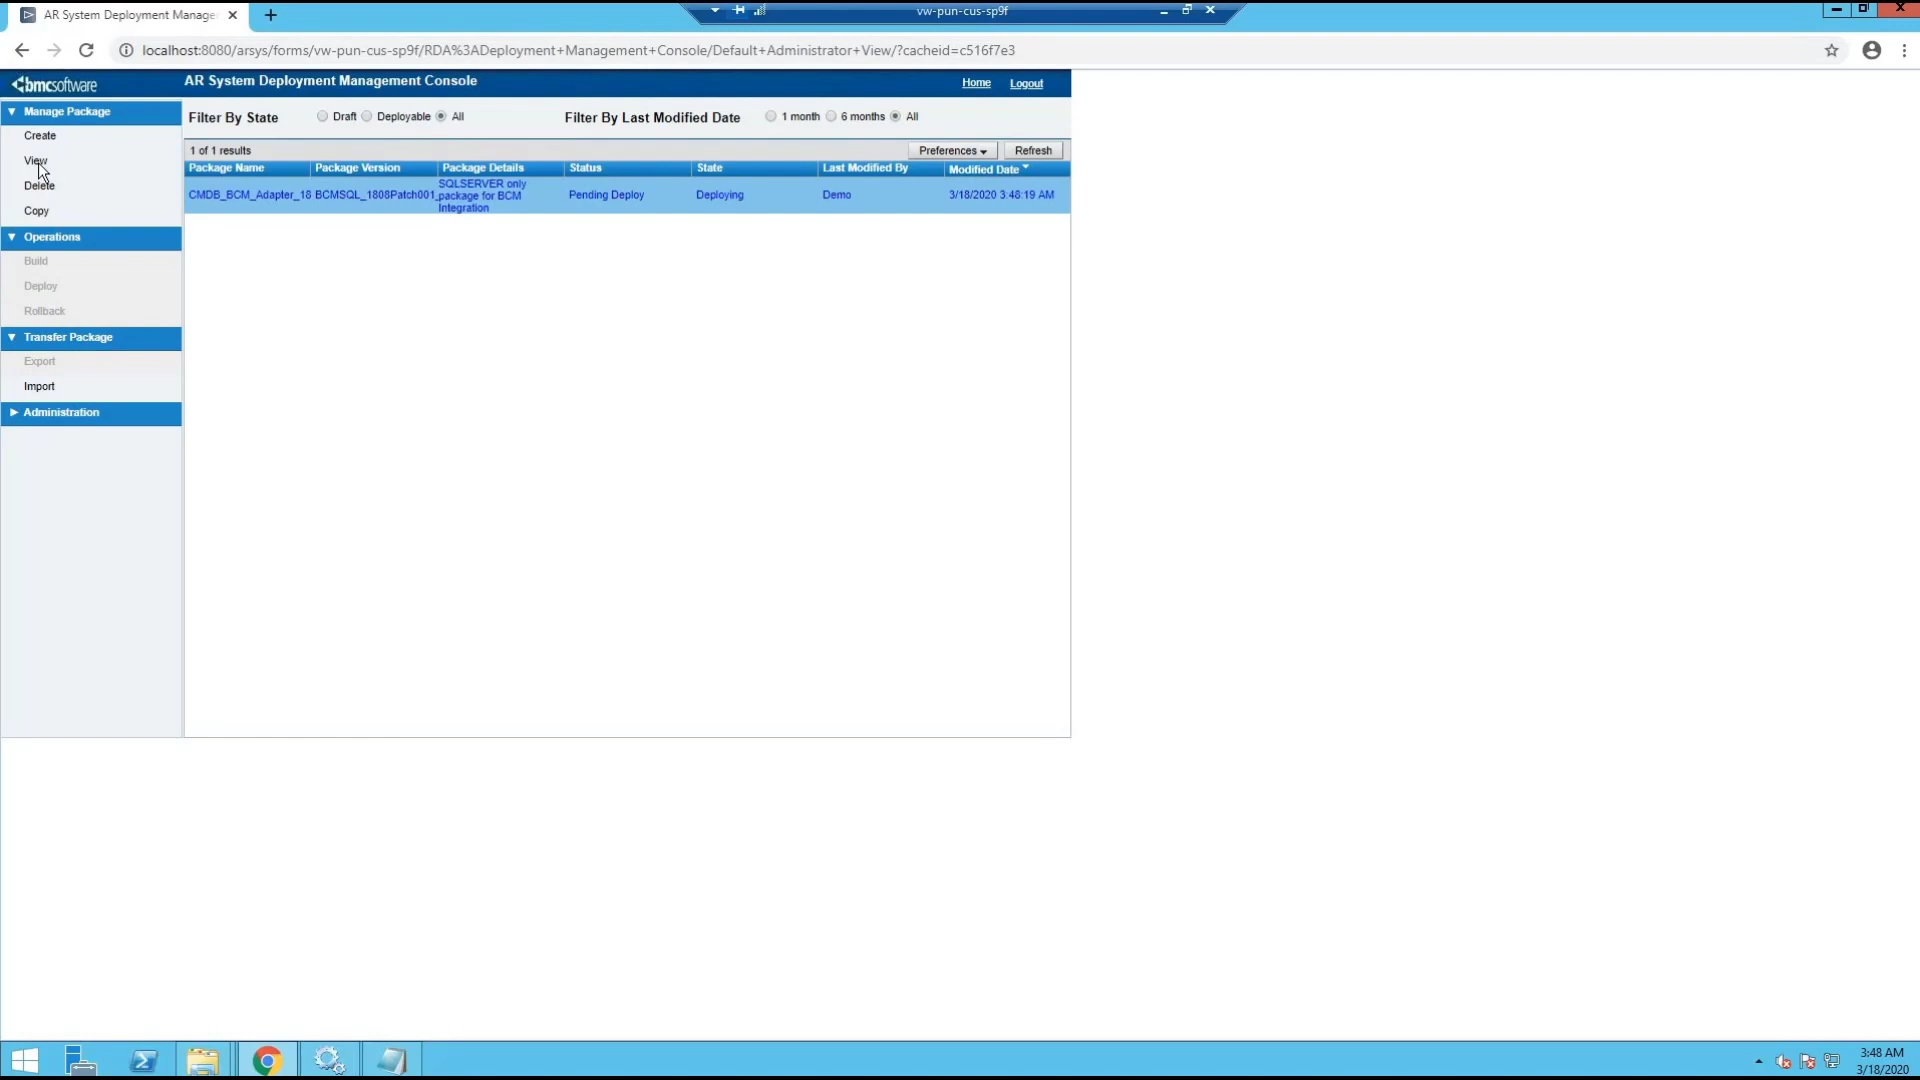 AR System Deployment Manage
vw-pun-cus-sp9f
localhost:8080/arsys/forms/vw-pun-cus-sp9f/RDA%3ADeployment+Management+Console/Default+Administrator+View/?cacheid=c516f7e3
bmcsoftware
AR System Deployment Management Console
Home
Logout
Manage Package
Create
View
Delete
Copy
Operations
Build
Deploy
Rollback
Transfer Package
Export
Import
Administration
Filter By State
Draft
Deployable
All
Filter By Last Modified Date
1 month
6 months
All
1 of 1 results
Preferences
Refresh
Package Name
Package Version
Package Details
Status
State
Last Modified By
Modified Date
CMDB_BCM_Adapter_18
BCMSQL_1808Patch001_
SQLSERVER only
package for BCM
Integration
Pending Deploy
Deploying
Demo
3/18/2020 3:48:19 AM
3:48 AM
3/18/2020